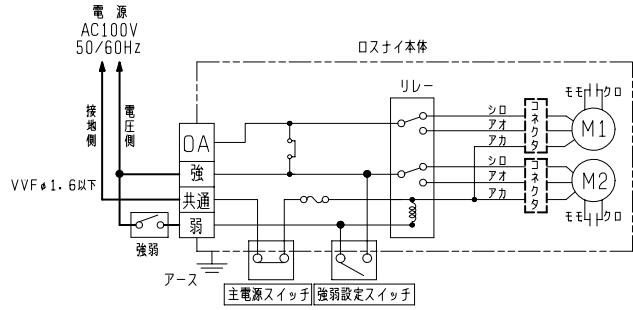 電 源
AC100V
50/60Hz
接地側
電圧側
VVFφ1.6以下
強弱
アース
OA
強
共通
弱
ロスナイ本体
リレー
シロ
アオ
アカ
コネクタ
モモ
クロ
M1
シロ
アオ
アカ
コネクタ
M2
モモ
クロ
主電源スイッチ
強弱設定スイッチ